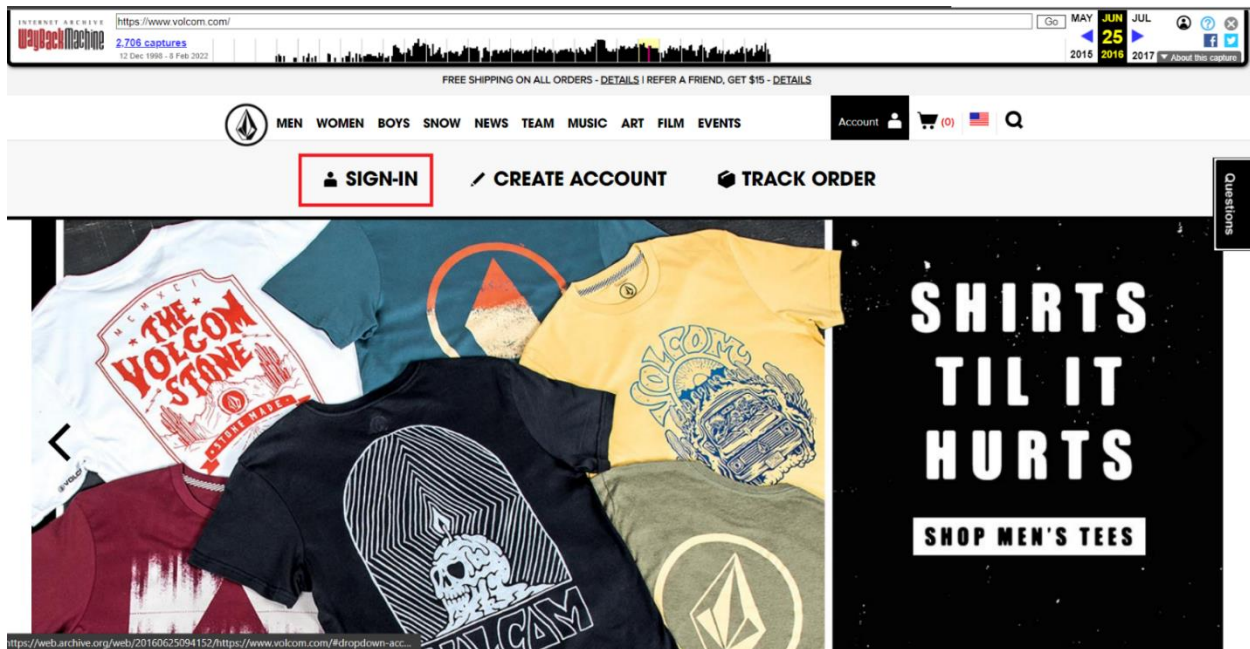 INTERNET ARCHIVE
WayBackMachine
https://www.volcom.com/
Go
MAY JUN JUL
2,706 captures
25
12 Dec 1998 - 8 Feb 2022
2015 2016 2017
About this capture
FREE SHIPPING ON ALL ORDERS - DETAILS | REFER A FRIEND, GET $15 - DETAILS
MEN WOMEN BOYS SNOW NEWS TEAM MUSIC ART FILM EVENTS
Account
(0)
SIGN-IN
CREATE ACCOUNT
TRACK ORDER
Questions
MCMXCI
THE
VOLCOM
STONE
STONE MADE
VOLCOM
VOLCOM
SHIRTS
TIL IT
HURTS
SHOP MEN'S TEES
https://web.archive.org/web/20160625094152/https://www.volcom.com/#dropdown-acc...